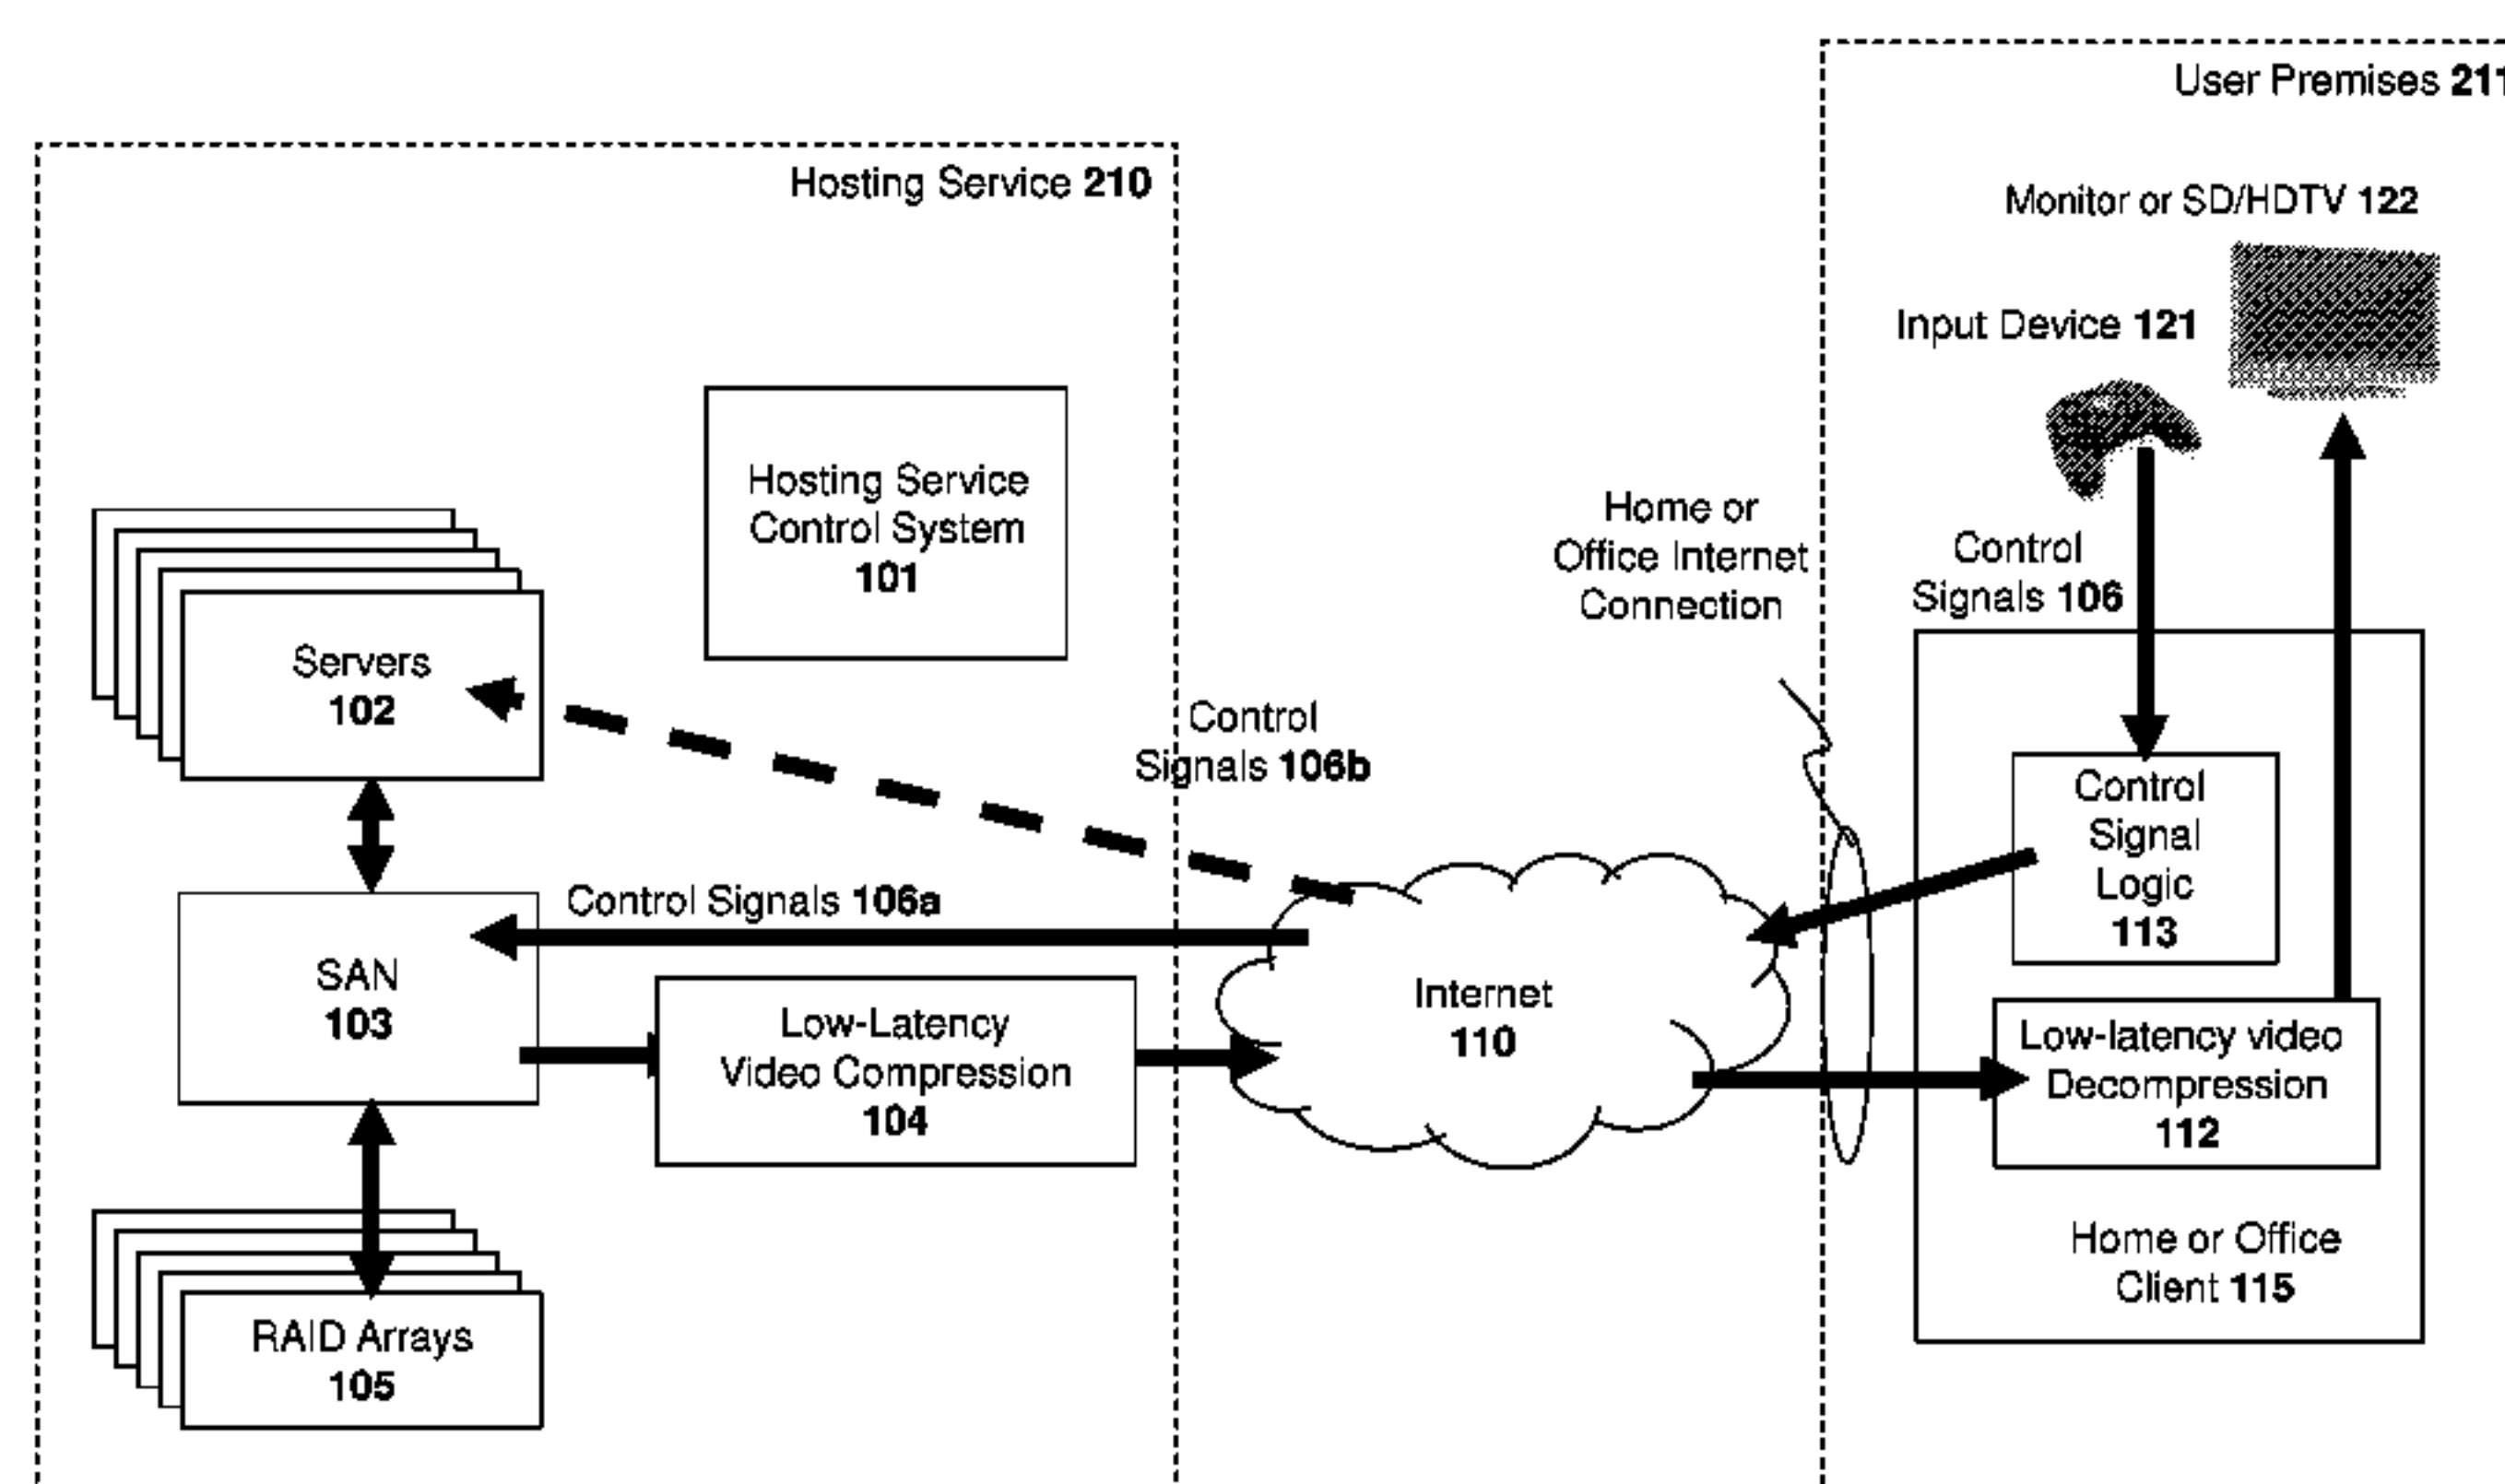 User Premises 211
Hosting Service 210
Monitor or SD/HDTV 122
Input Device 121
Hosting Service
Control System
101
Home or
Office Internet
Connection
Control
Signals 106
Servers
102
Control
Signals 106b
Control
Signal
Logic
113
Control Signals 106a
SAN
103
Low-Latency
Video Compression
104
Internet
110
Low-latency video
Decompression
112
Home or Office
Client 115
RAID Arrays
105